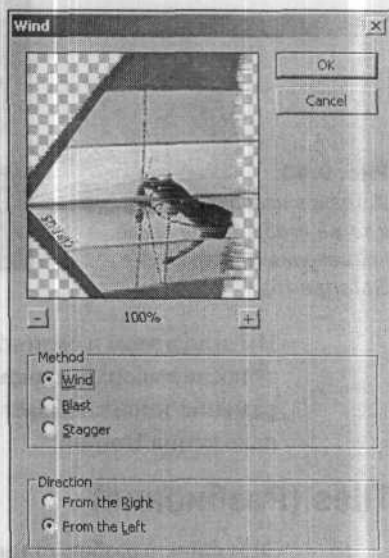 Wind
OK
Cancel
100%
Method
Wind
Blast
Stagger
Direction
From the Right
From the Left